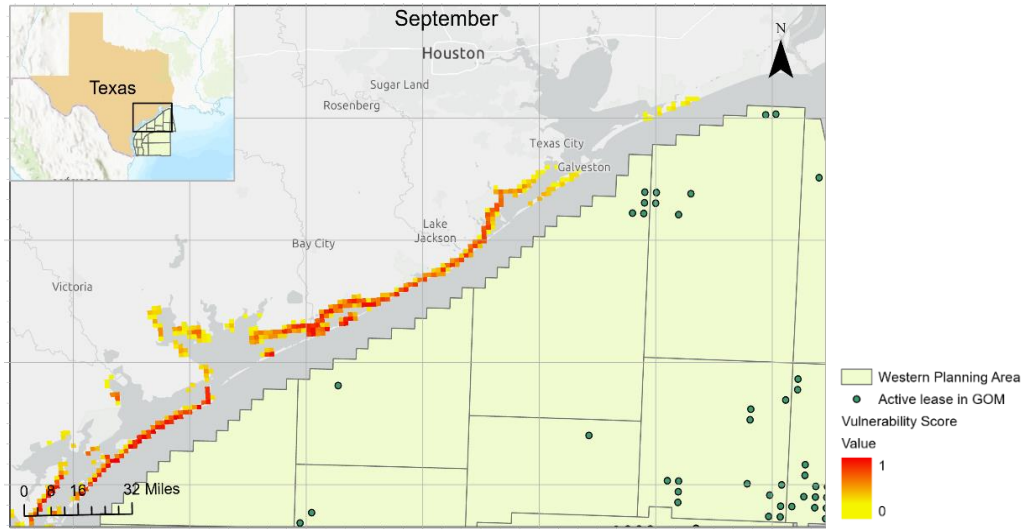 September
N
Houston
Texas
Sugar Land
Rosenberg
Texas City
Galveston
Lake
Jackson
Bay City
Victoria
Western Planning Area
Active lease in GOM
Vulnerability Score
Value
1
0
0 8 16 32 Miles